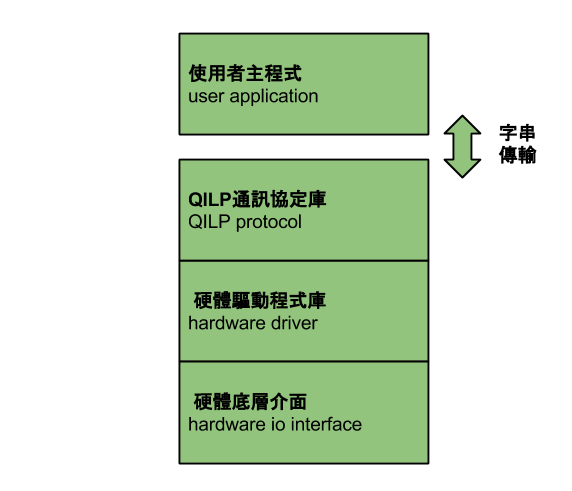 使用者主程式
user application
字串
傳輸
QILP通訊協定庫
QILP protocol
硬體驅動程式庫
hardware driver
硬體底層介面
hardware io interface